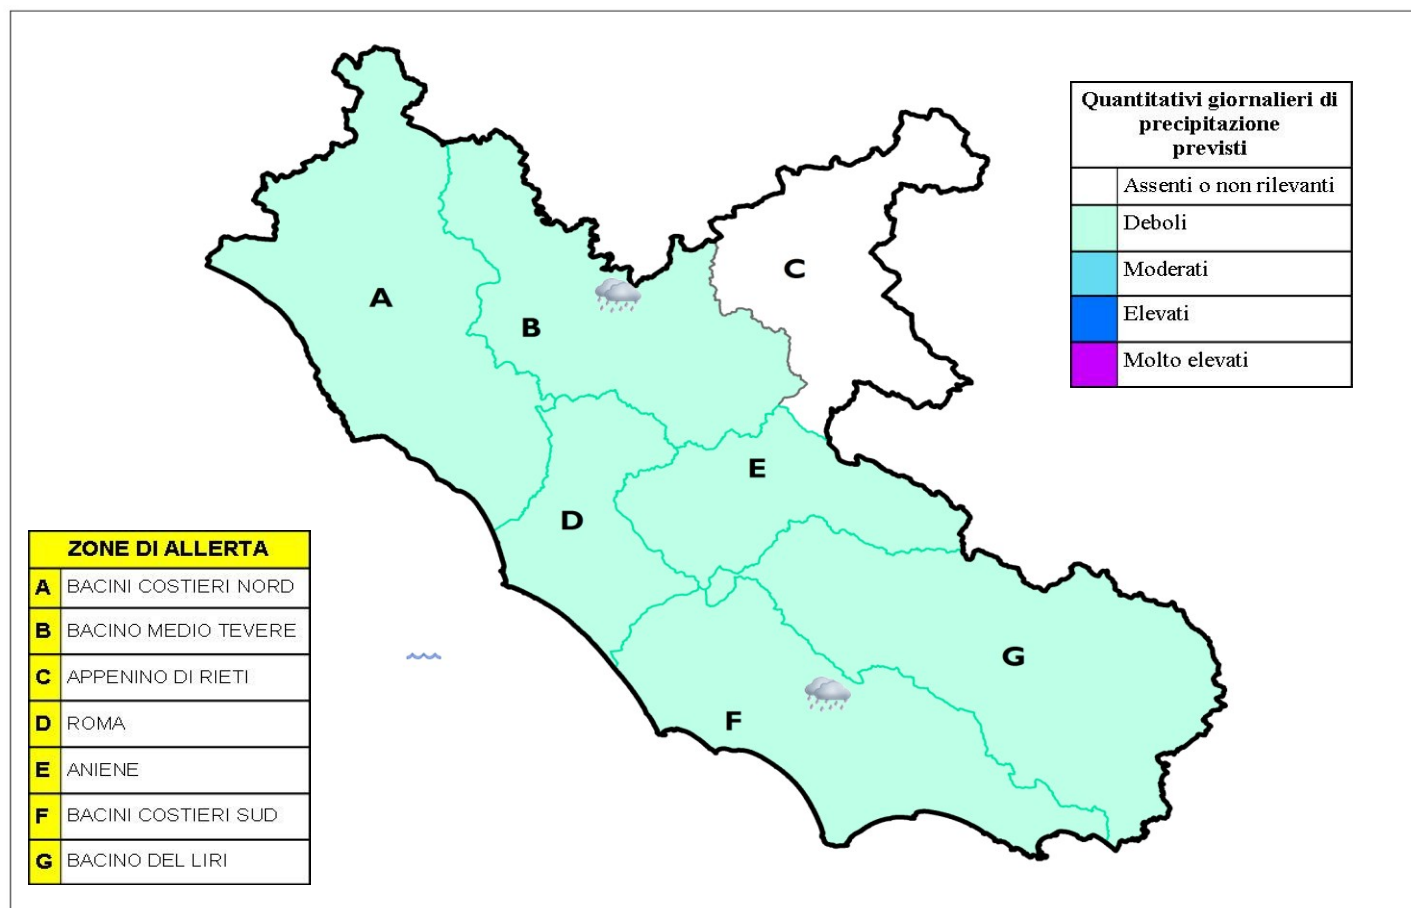 Quantitativi giornalieri di
precipitazione
previsti
Assenti o non rilevanti
Deboli
Moderati
Elevati
Molto elevati
C
A
B
E
D
G
F
ZONE DI ALLERTA
A BACINI COSTIERI NORD
B BACINO MEDIO TEVERE
C APPENINO DI RIETI
D ROMA
E ANIENE
F BACINI COSTIERI SUD
G BACINO DEL LIRI